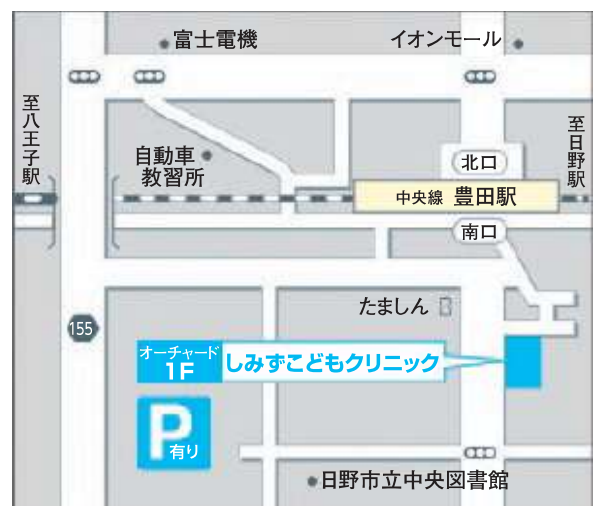 富士電機
イオンモール
至八王子駅
至日野駅
自動車
教習所
北口
中央線 豊田駅
南口
たましん
155
オーチャード
1F
しみずこどもクリニック
P
有り
日野市立中央図書館